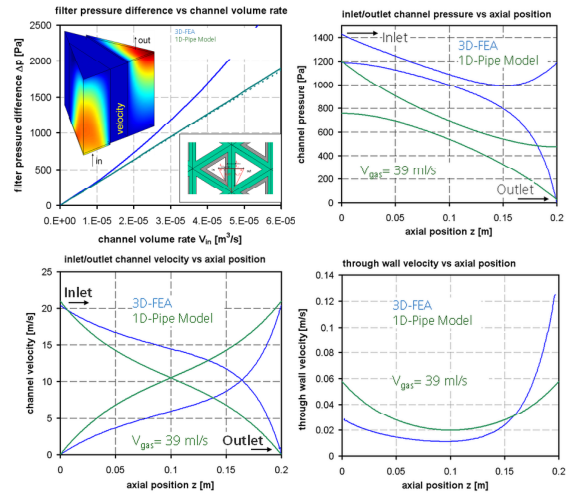 filter pressure difference vs channel volume rate
filter pressure difference Δp [Pa]
2500
2000
1500
1000
500
0
0.E+00 1.E-05 2.E-05 3.E-05 4.E-05 5.E-05 6.E-05
channel volume rate Vin [m³/s]
3D-FEA
1D-Pipe Model
out
velocity
in
inlet/outlet channel pressure vs axial position
channel pressure [Pa]
1400
1200
1000
800
600
400
200
0
0 0.05 0.1 0.15 0.2
axial position z [m]
Inlet
3D-FEA
1D-Pipe Model
Vgas= 39 ml/s
Outlet
inlet/outlet channel velocity vs axial position
channel velocity [m/s]
25
20
15
10
5
0
0 0.05 0.1 0.15 0.2
axial position z [m]
Inlet
3D-FEA
1D-Pipe Model
Vgas= 39 ml/s
Outlet
through wall velocity vs axial position
through wall velocity [m/s]
0.14
0.12
0.1
0.08
0.06
0.04
0.02
0
0 0.05 0.1 0.15 0.2
axial position z [m]
3D-FEA
1D-Pipe Model
Vgas= 39 ml/s